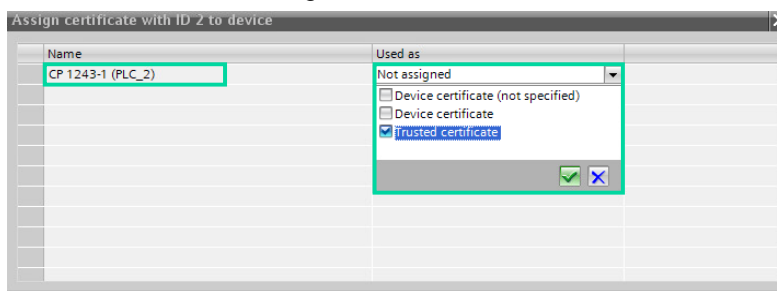 Assign certificate with ID 2 to device
Name Used as
CP 1243-1 (PLC_2) Not assigned
Device certificate (not specified)
Device certificate
Trusted certificate